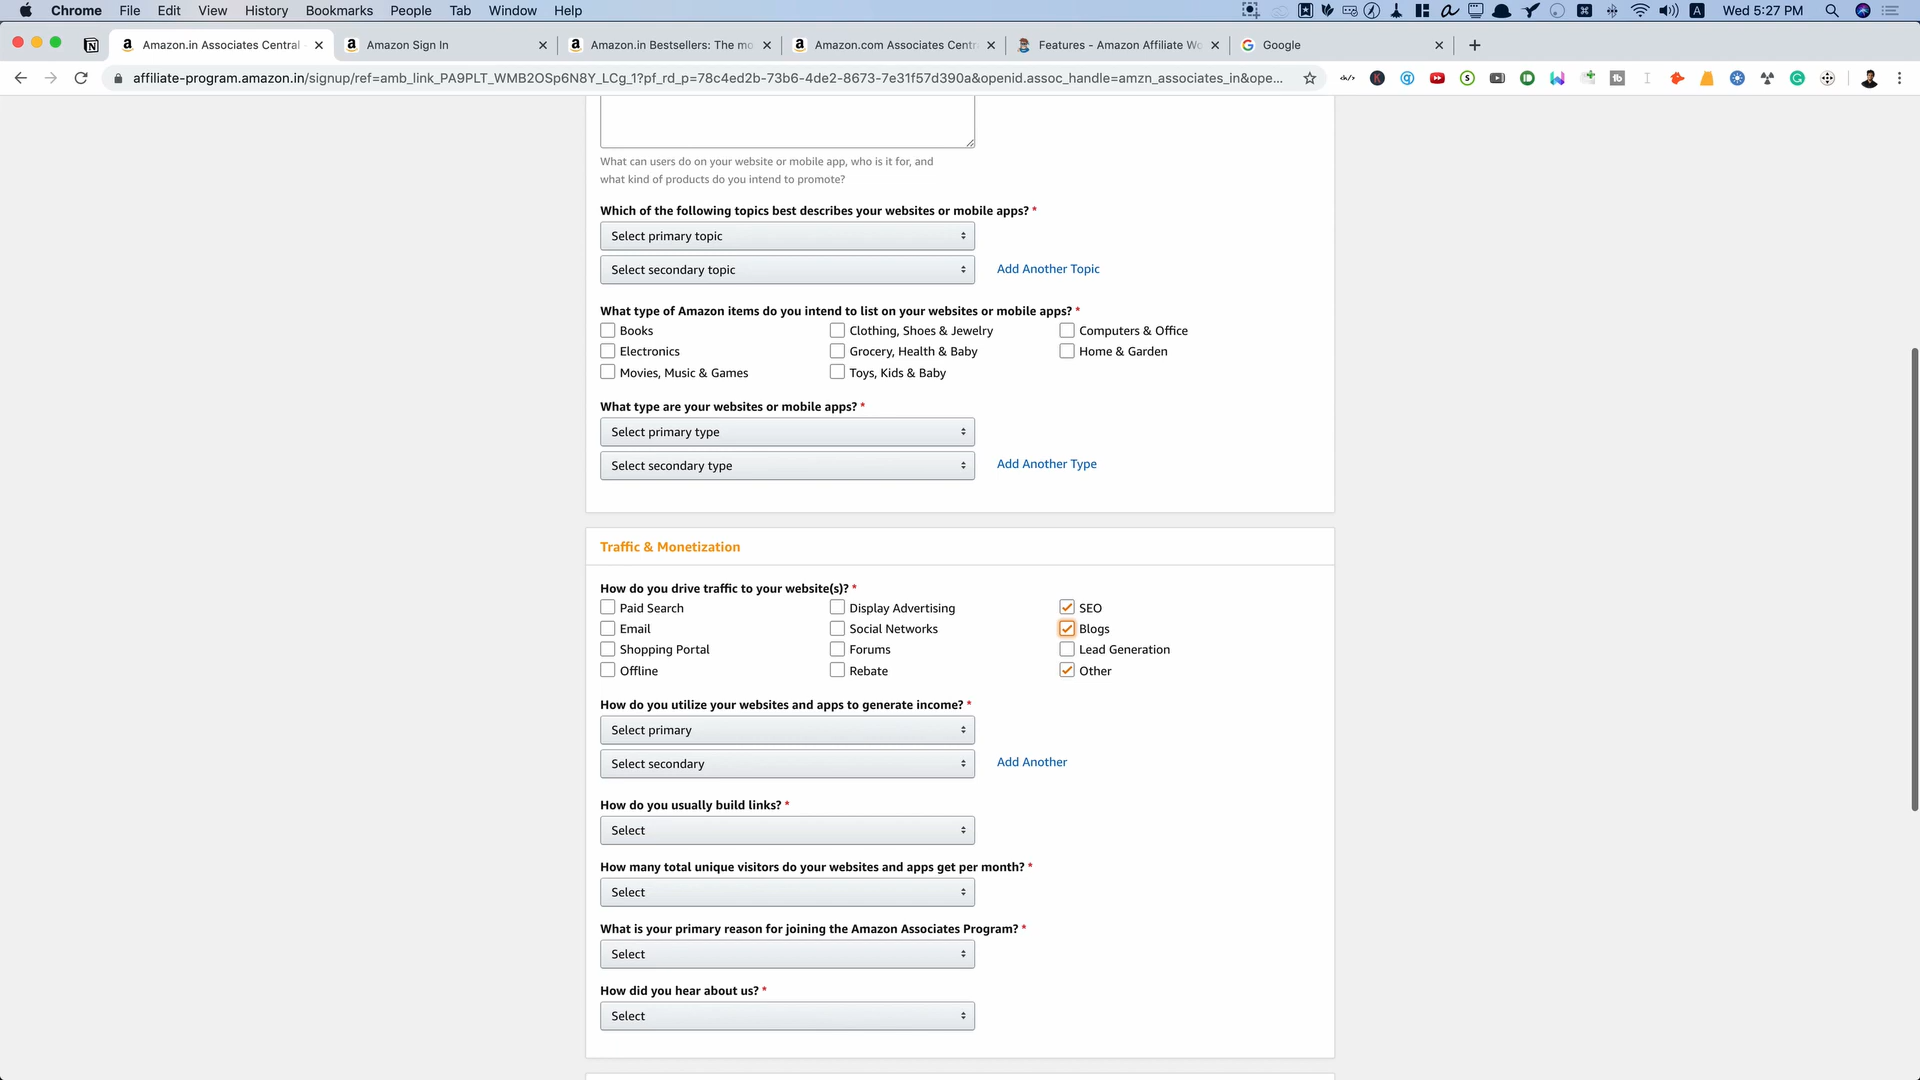 Chrome File Edit View History Bookmarks People Tab Window Help Wed 5:27 PM
Amazon.in Associates Central Amazon Sign In Amazon.in Bestsellers: The mo Amazon.com Associates Centr Features - Amazon Affiliate Wo Google
affiliate-program.amazon.in/signup/ref=amb_link_PA9PLT_WMB2OSp6N8Y_LCg_1?pf_rd_p=78c4ed2b-73b6-4de2-8673-7e31f57d390a&openid.assoc_handle=amzn_associates_in&ope...
What can users do on your website or mobile app, who is it for, and
what kind of products do you intend to promote?
Which of the following topics best describes your websites or mobile apps? *
Select primary topic
Select secondary topic Add Another Topic
What type of Amazon items do you intend to list on your websites or mobile apps? *
Books Clothing, Shoes & Jewelry Computers & Office
Electronics Grocery, Health & Baby Home & Garden
Movies, Music & Games Toys, Kids & Baby
What type are your websites or mobile apps? *
Select primary type
Select secondary type Add Another Type
Traffic & Monetization
How do you drive traffic to your website(s)? *
Paid Search Display Advertising SEO
Email Social Networks Blogs
Shopping Portal Forums Lead Generation
Offline Rebate Other
How do you utilize your websites and apps to generate income? *
Select primary
Select secondary Add Another
How do you usually build links? *
Select
How many total unique visitors do your websites and apps get per month? *
Select
What is your primary reason for joining the Amazon Associates Program? *
Select
How did you hear about us? *
Select